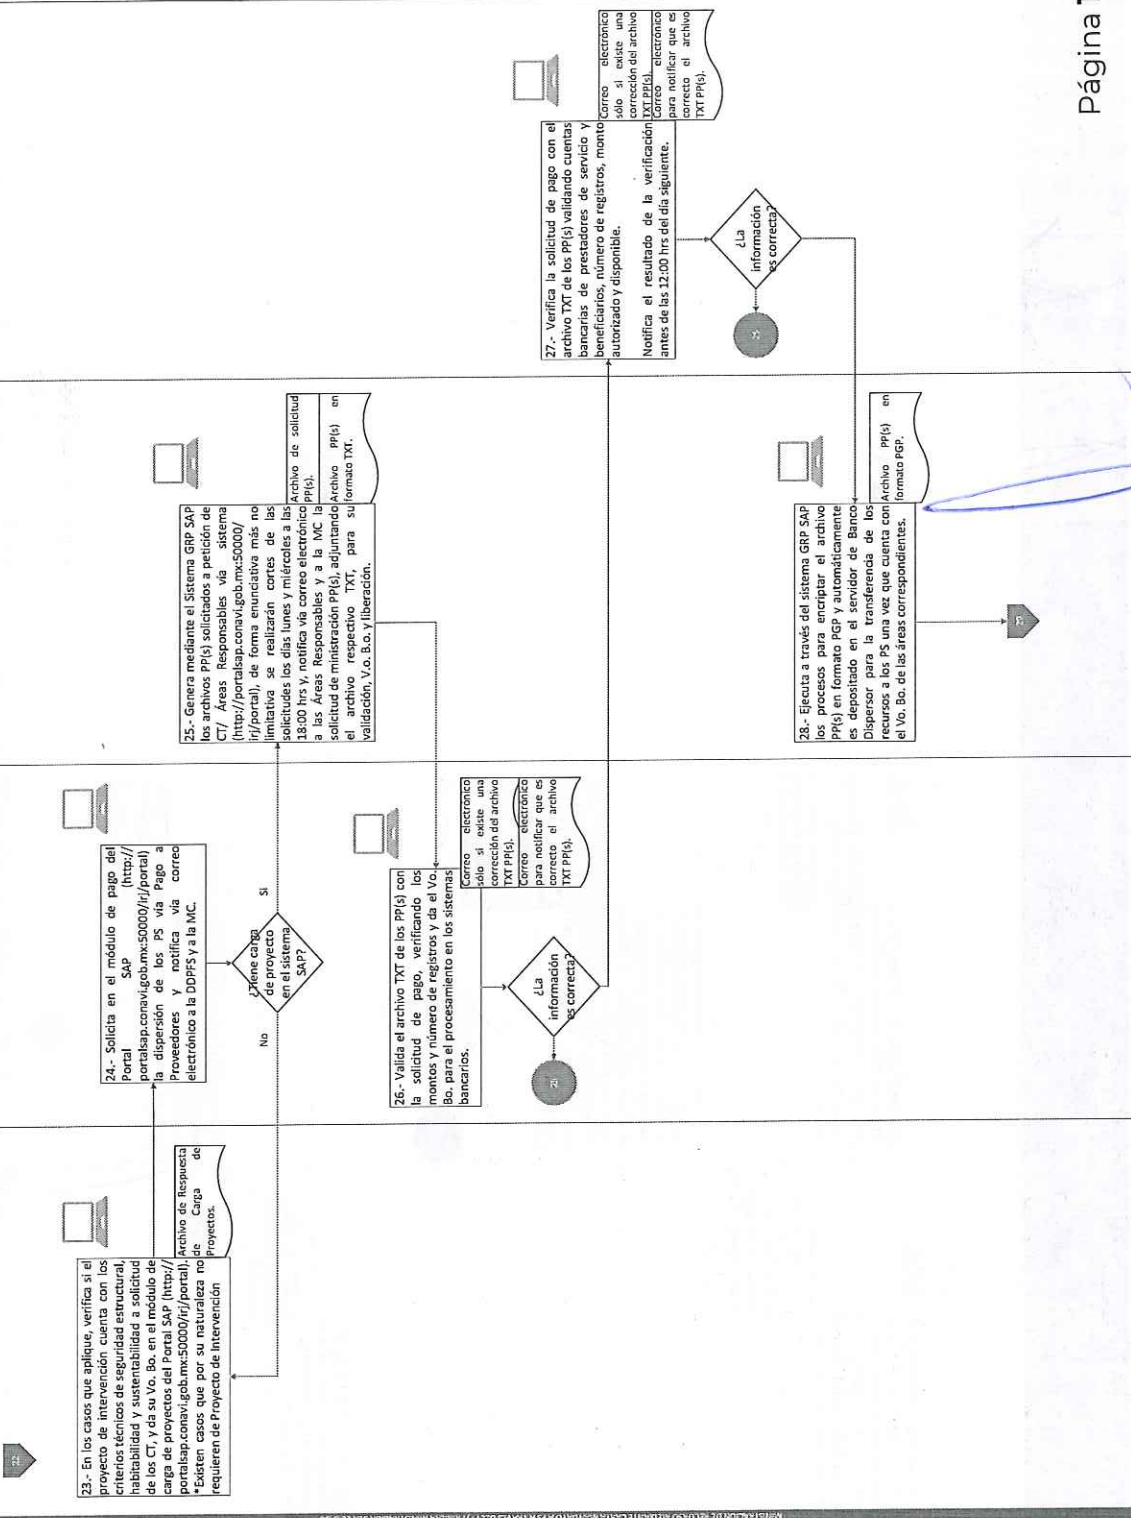 22
23.- En los casos que aplique, verifica si el
proyecto de intervención cuenta con los
criterios técnicos de seguridad estructural,
habitabilidad y sustentabilidad a solicitud
de los CT, y da su Vo. Bo. en el módulo de
carga de proyectos del Portal SAP (http://
portalsap.conavi.gob.mx:50000/irj/portal).
*Existen casos que por su naturaleza no
requieren de Proyecto de Intervención
Archivo de Respuesta
de Carga de
Proyectos.
24.- Solicita en el módulo de pago del
Portal SAP (http://
portalsap.conavi.gob.mx:50000/irj/portal)
la dispersión de los PS vía Pago a
Proveedores y notifica vía correo
electrónico a la DDPFS y a la MC.
¿Tiene carga
de proyecto
en el sistema
SAP?
No
Si
25.- Genera mediante el Sistema GRP SAP
los archivos PP(s) solicitados a petición de
CT/ Áreas Responsables vía sistema
(http://portalsap.conavi.gob.mx:50000/
irj/portal), de forma enunciativa más no
limitativa se realizarán cortes de las
solicitudes los días lunes y miércoles a las
18:00 hrs y, notifica vía correo electrónico
a las Áreas Responsables y a la MC la
solicitud de ministración PP(s), adjuntando
el archivo respectivo TXT, para su
validación, V.o. B.o. y liberación.
Archivo de solicitud
PP(s).
Archivo PP(s) en
formato TXT.
26.- Valida el archivo TXT de los PP(s) con
la solicitud de pago, verificando los
montos y número de registros y da el Vo.
Bo. para el procesamiento en los sistemas
bancarios.
Correo electrónico
sólo si existe una
corrección del archivo
TXT PP(s).
Correo electrónico
para notificar que es
correcto el archivo
TXT PP(s).
¿La
información
es correcta?
27.- Verifica la solicitud de pago con el
archivo TXT de los PP(s) validando cuentas
bancarias de prestadores de servicio y
beneficiarios, número de registros, monto
autorizado y disponible.
Notifica el resultado de la verificación
antes de las 12:00 hrs del día siguiente.
Correo electrónico
sólo si existe una
corrección del archivo
TXT PP(s).
Correo electrónico
para notificar que es
correcto el archivo
TXT PP(s).
¿La
información
es correcta?
28.- Ejecuta a través del sistema GRP SAP
los procesos para encriptar el archivo
PP(s) en formato PGP y automáticamente
es depositado en el servidor de Banco
Dispersor para la transferencia de los
recursos a los PS una vez que cuenta con
el Vo. Bo. de las áreas correspondientes.
Archivo PP(s) en
formato PGP.
Página